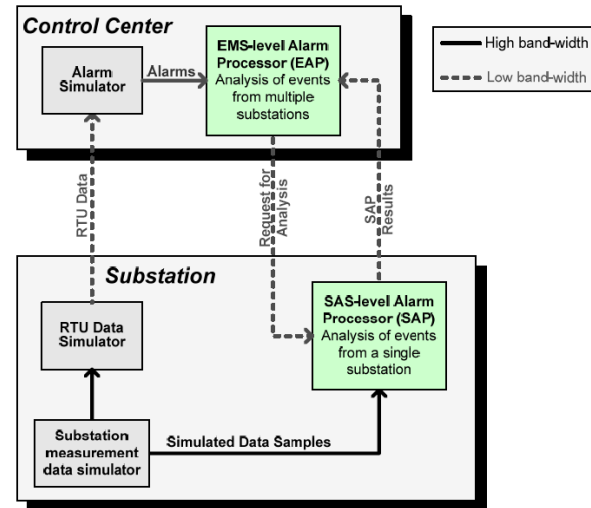 Control Center
Alarm
Simulator
Alarms
EMS-level Alarm
Processor (EAP)
Analysis of events
from multiple
substations
High band-width
Low band-width
RTU Data
Request for
Analysis
SAP
Results
Substation
RTU Data
Simulator
SAS-level Alarm
Processor (SAP)
Analysis of events
from a single
substation
Substation
measurement
data simulator
Simulated Data Samples